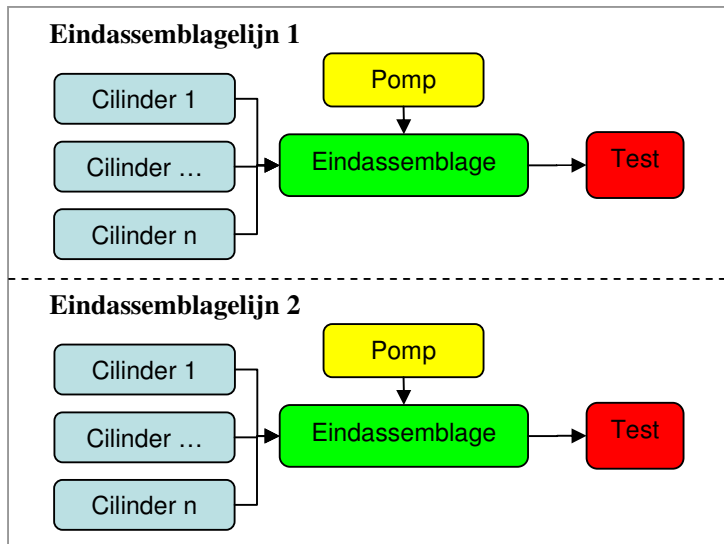 Eindassemblagelijn 1
Pomp
Cilinder 1
Cilinder …
Cilinder n
Eindassemblage
Test
Eindassemblagelijn 2
Pomp
Cilinder 1
Cilinder …
Cilinder n
Eindassemblage
Test